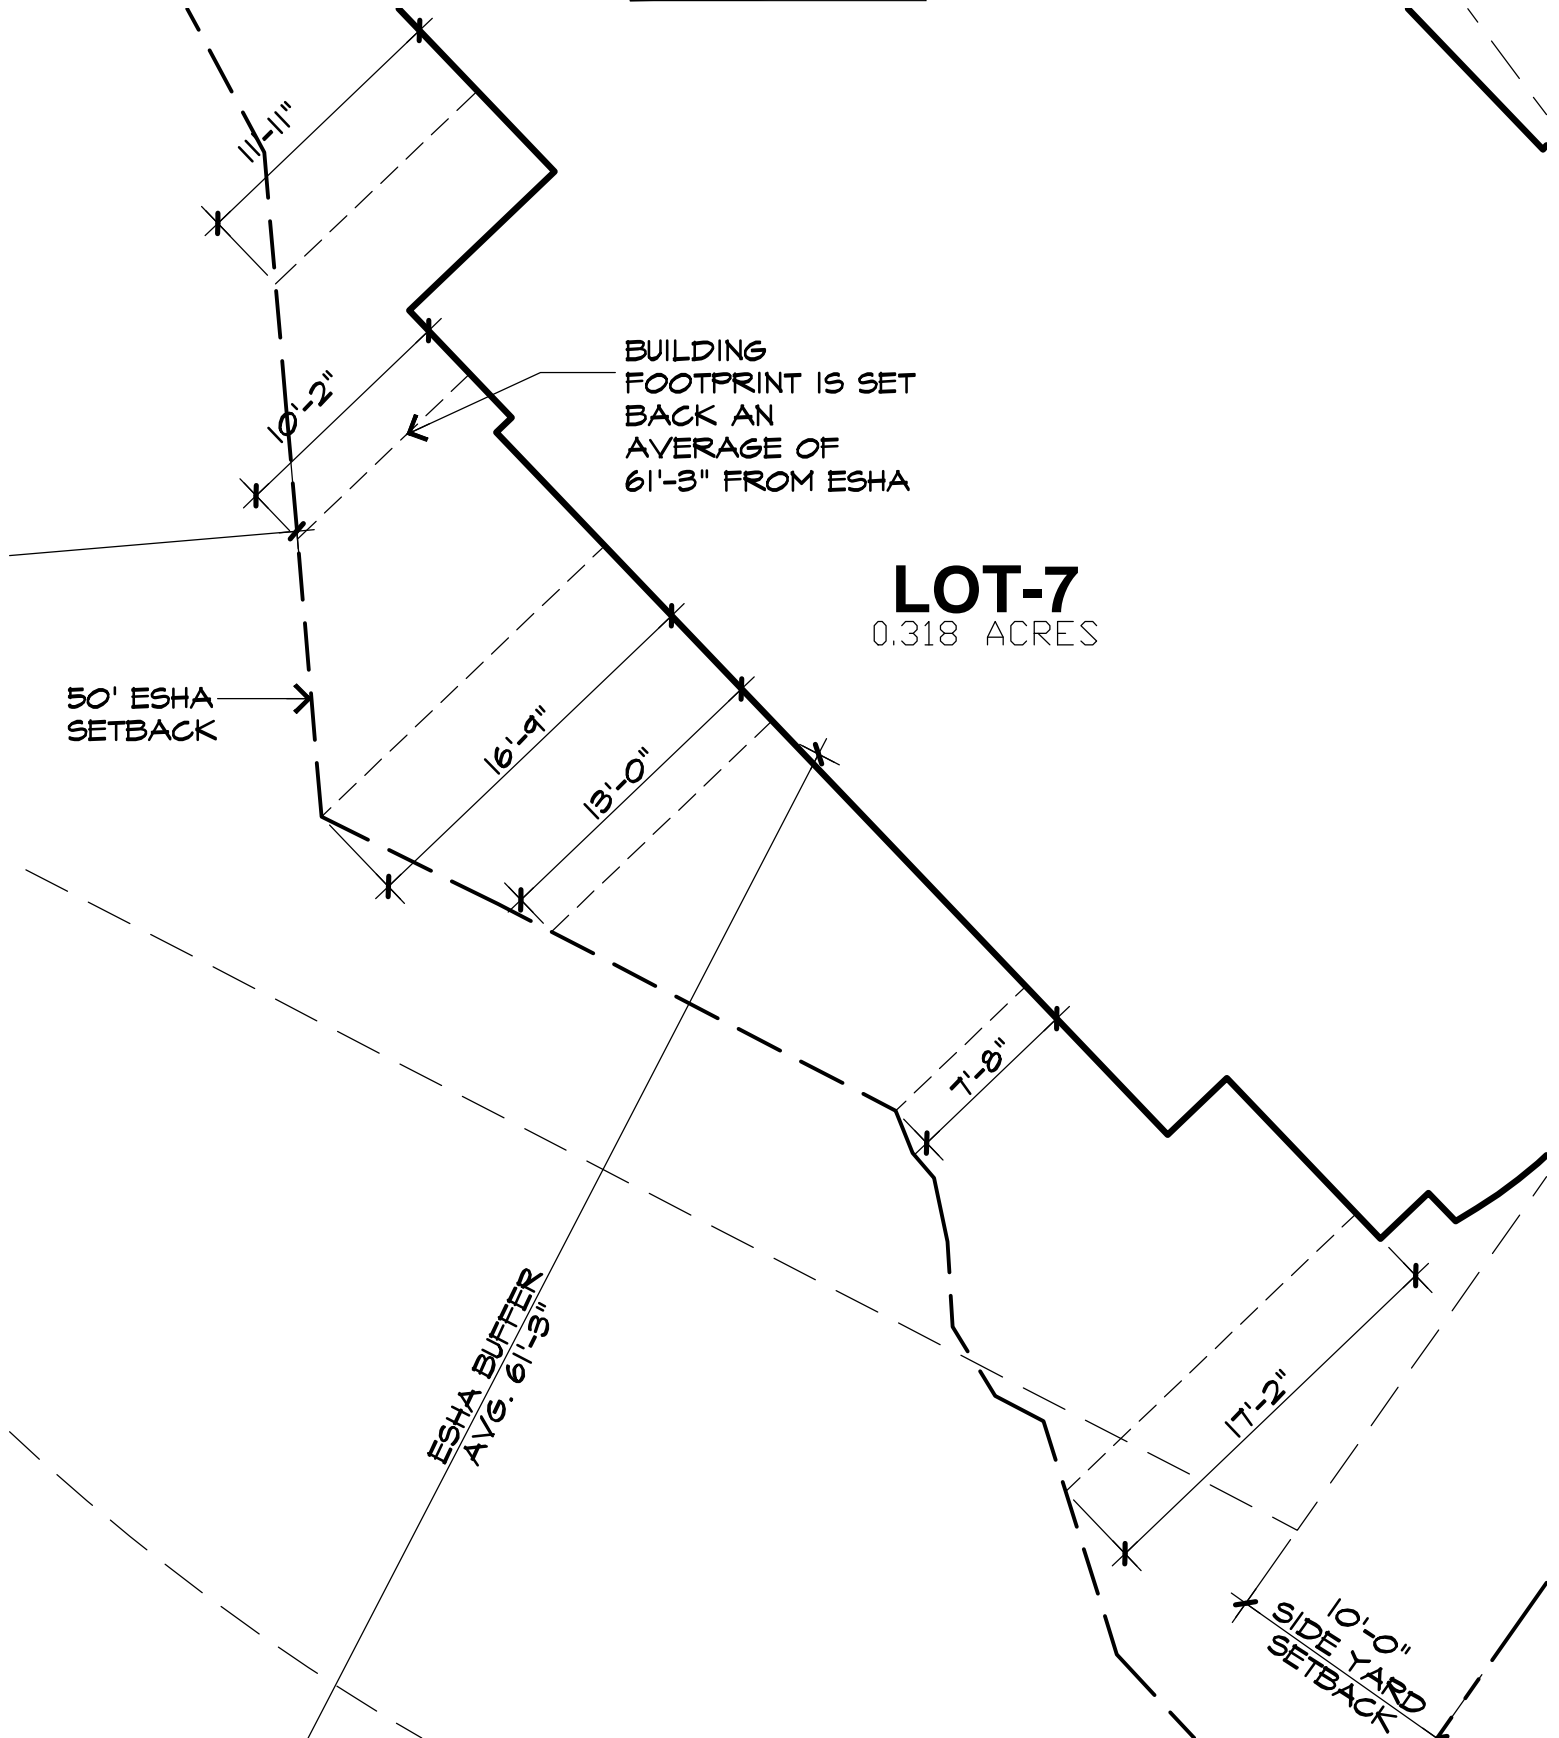 11'-11"
BUILDING
FOOTPRINT IS SET
BACK AN
AVERAGE OF
61'-3" FROM ESHA
10'-2"
LOT-7
0.318 ACRES
50' ESHA
SETBACK
16'-9"
13'-0"
7'-8"
ESHA BUFFER
AVG. 61'-3"
17'-2"
10'-0"
SIDE YARD
SETBACK